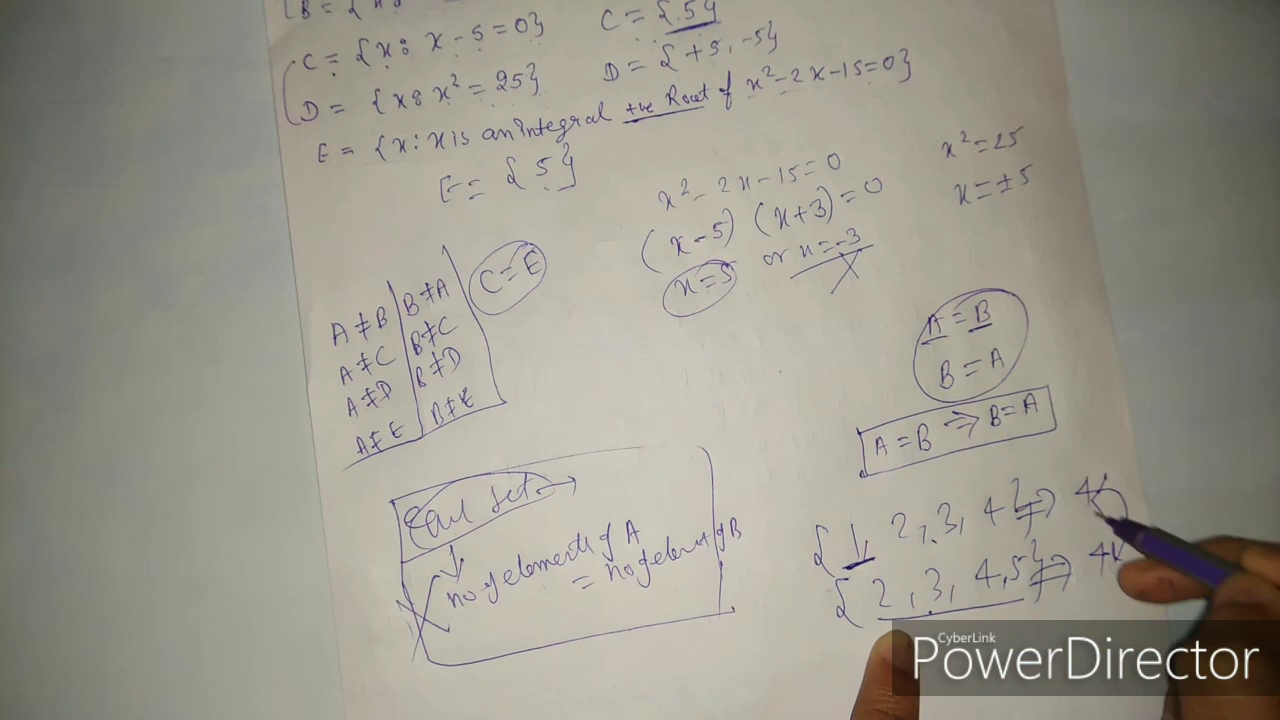 B = {
C = {x : x - 5 = 0} C = {5}
D = {x : x² = 25} D = {+5, -5}
E = {x : x is an integral +ve Root of x² - 2x - 15 = 0}
E = {5}
x² - 2x - 15 = 0
(x - 5) (x + 3) = 0
x = 5 or x = -3
x² = 25
x = ±5
A ≠ B B ≠ A
A ≠ C B ≠ C
A ≠ D B ≠ D
A ≠ E B ≠ E
C = E
A = B
B = A
A = B ⇒ B = A
Equal Sets
no of elements of A
= no of element of B
{1, 2, 3, 4} ⇒ 4
{2, 3, 4, 5} ⇒ 4
CyberLink
PowerDirector